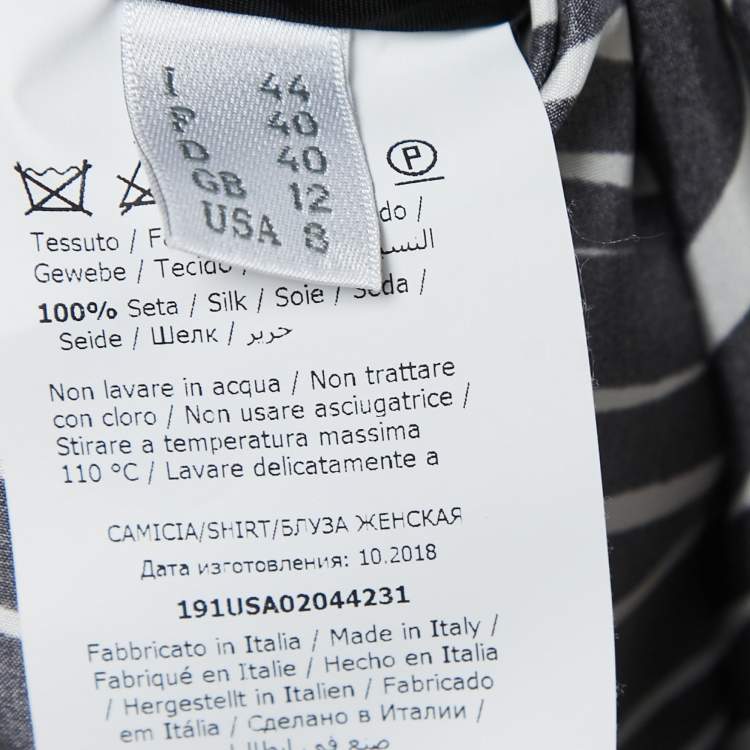 I 44
F 40
D 40
GB 12
USA 8
P
Tessuto / do /
Gewebe / Tecido
100% Seta / Silk / Soie / Seda /
Seide / Шелк / حرير
Non lavare in acqua / Non trattare
con cloro / Non usare asciugatrice /
Stirare a temperatura massima
110 °C / Lavare delicatamente a
CAMICIA/SHIRT/БЛУЗА ЖЕНСКАЯ
Дата изготовления: 10.2018
191USA02044231
Fabbricato in Italia / Made in Italy /
Fabriqué en Italie / Hecho en Italia
/ Hergestellt in Italien / Fabricado
em Itália / Сделано в Италии /
صنع في إيطاليا